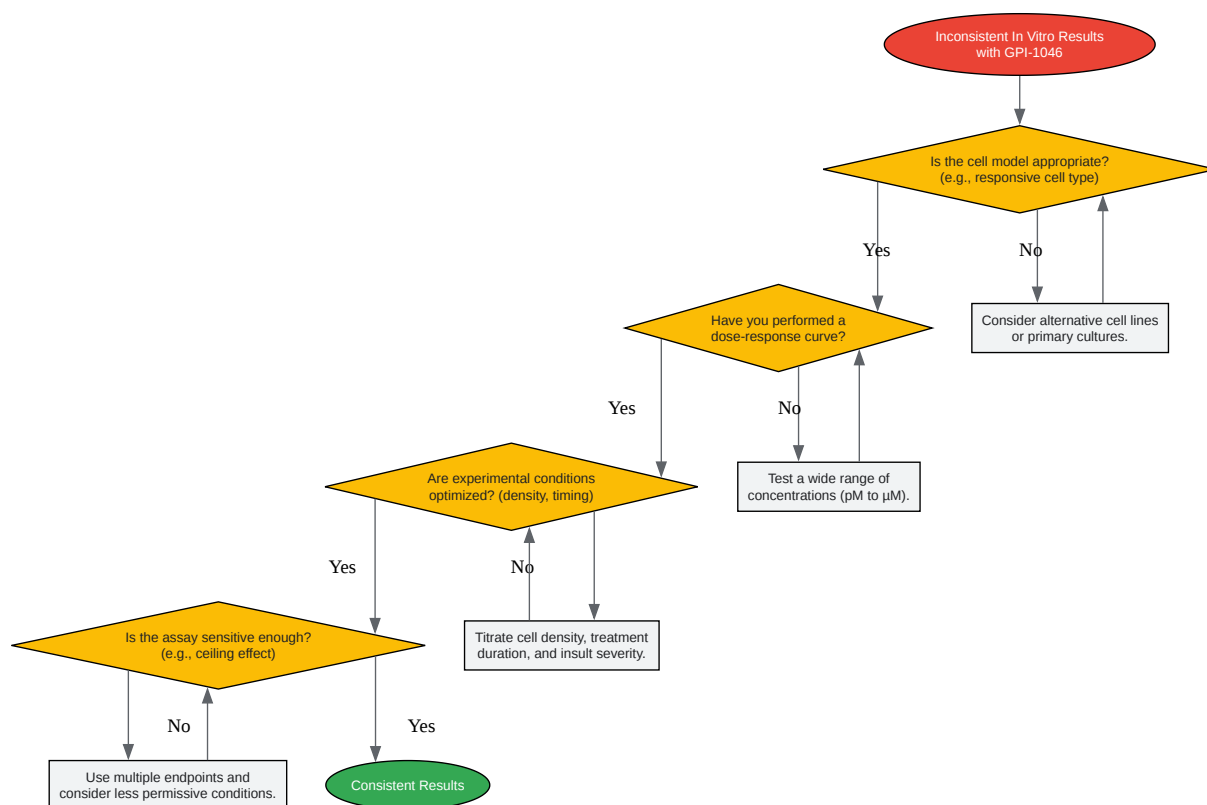 Inconsistent In Vitro Results
with GPI-1046
Is the cell model appropriate?
(e.g., responsive cell type)
Yes
No
Consider alternative cell lines
or primary cultures.
Have you performed a
dose-response curve?
Yes
No
Test a wide range of
concentrations (pM to µM).
Are experimental conditions
optimized? (density, timing)
Yes
No
Titrate cell density, treatment
duration, and insult severity.
Is the assay sensitive enough?
(e.g., ceiling effect)
No
Yes
Use multiple endpoints and
consider less permissive conditions.
Consistent Results